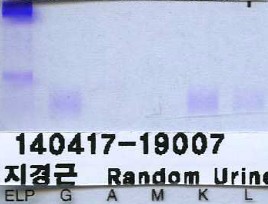 140417-19007
지경근 Random Urine
ELP G A M K L